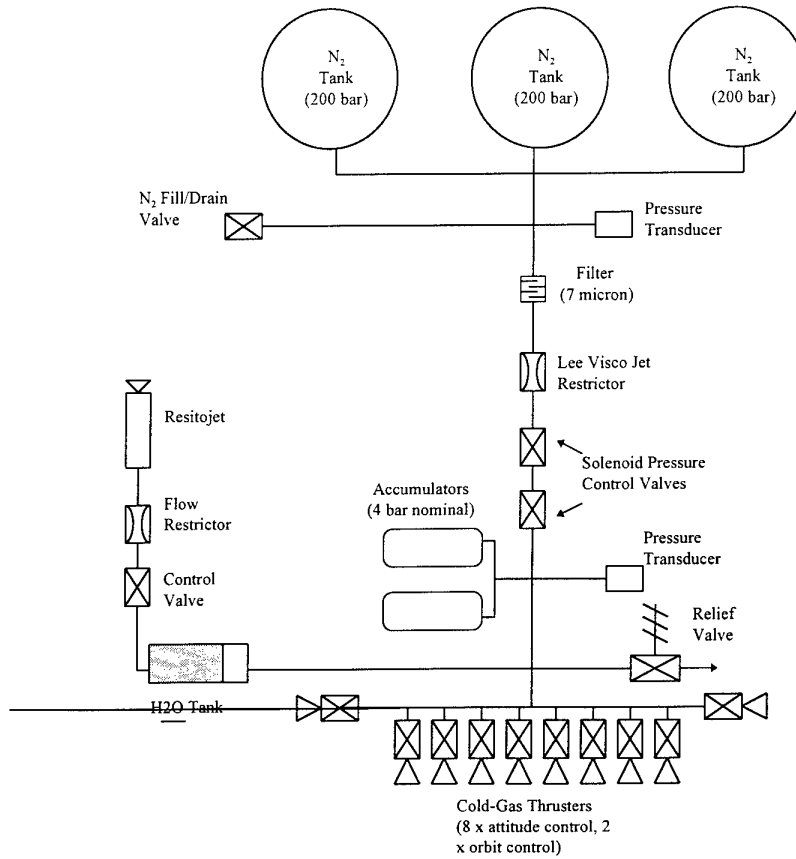 N₂
Tank
(200 bar)
N₂
Tank
(200 bar)
N₂
Tank
(200 bar)
N₂ Fill/Drain
Valve
Pressure
Transducer
Filter
(7 micron)
Lee Visco Jet
Restrictor
Resitojet
Solenoid Pressure
Control Valves
Accumulators
(4 bar nominal)
Flow
Restrictor
Pressure
Transducer
Control
Valve
Relief
Valve
H2O Tank
Cold-Gas Thrusters
(8 x attitude control, 2
x orbit control)